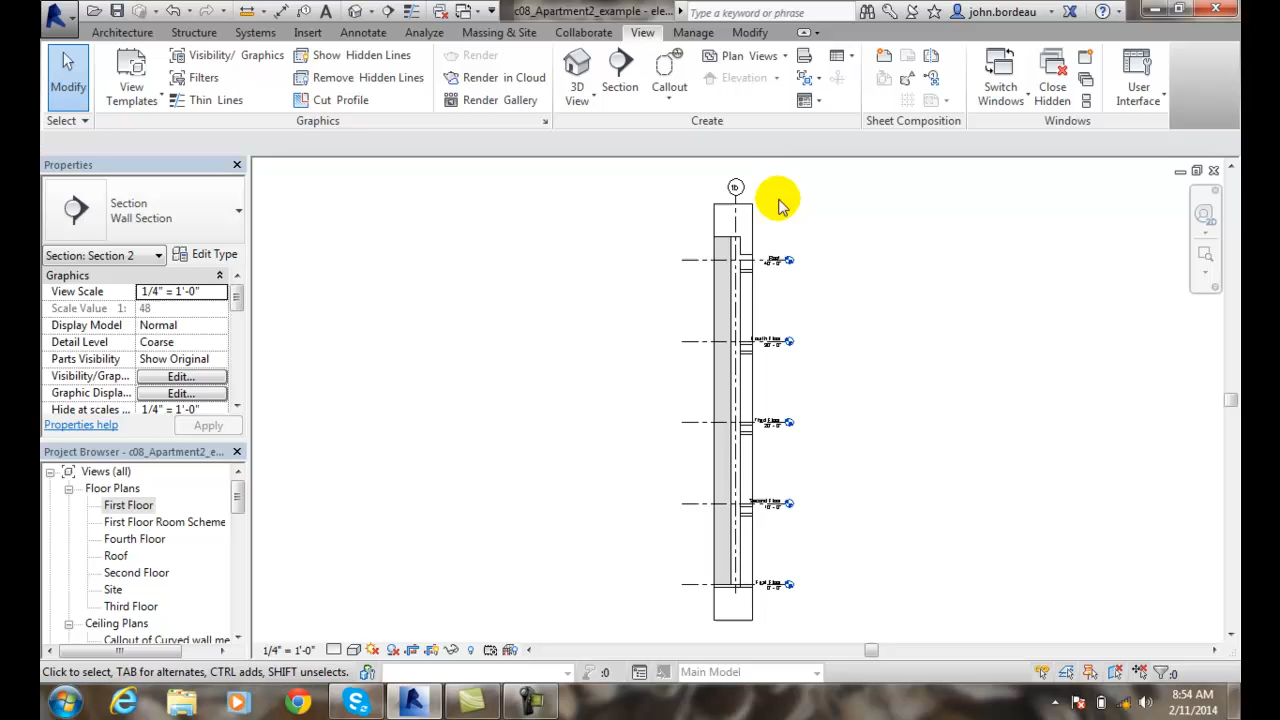 c08_Apartment2_example - ele...
Type a keyword or phrase
john.bordeau
Architecture Structure Systems Insert Annotate Analyze Massing & Site Collaborate View Manage Modify
Modify
View Templates
Visibility/ Graphics
Filters
Thin Lines
Show Hidden Lines
Remove Hidden Lines
Cut Profile
Render
Render in Cloud
Render Gallery
3D View
Section
Callout
Plan Views
Elevation
Switch Windows
Close Hidden
User Interface
Select Graphics Create Sheet Composition Windows
Properties
Section
Wall Section
Section: Section 2 Edit Type
Graphics
View Scale 1/4" = 1'-0"
Scale Value 1: 48
Display Model Normal
Detail Level Coarse
Parts Visibility Show Original
Visibility/Grap... Edit...
Graphic Displa... Edit...
Hide at scales ... 1/4" = 1'-0"
Properties help Apply
Project Browser - c08_Apartment2_e...
Views (all)
Floor Plans
First Floor
First Floor Room Scheme
Fourth Floor
Roof
Second Floor
Site
Third Floor
Ceiling Plans
Callout of Curved wall me
1/4" = 1'-0"
Click to select, TAB for alternates, CTRL adds, SHIFT unselects.
:0
Main Model
:0
8:54 AM
2/11/2014